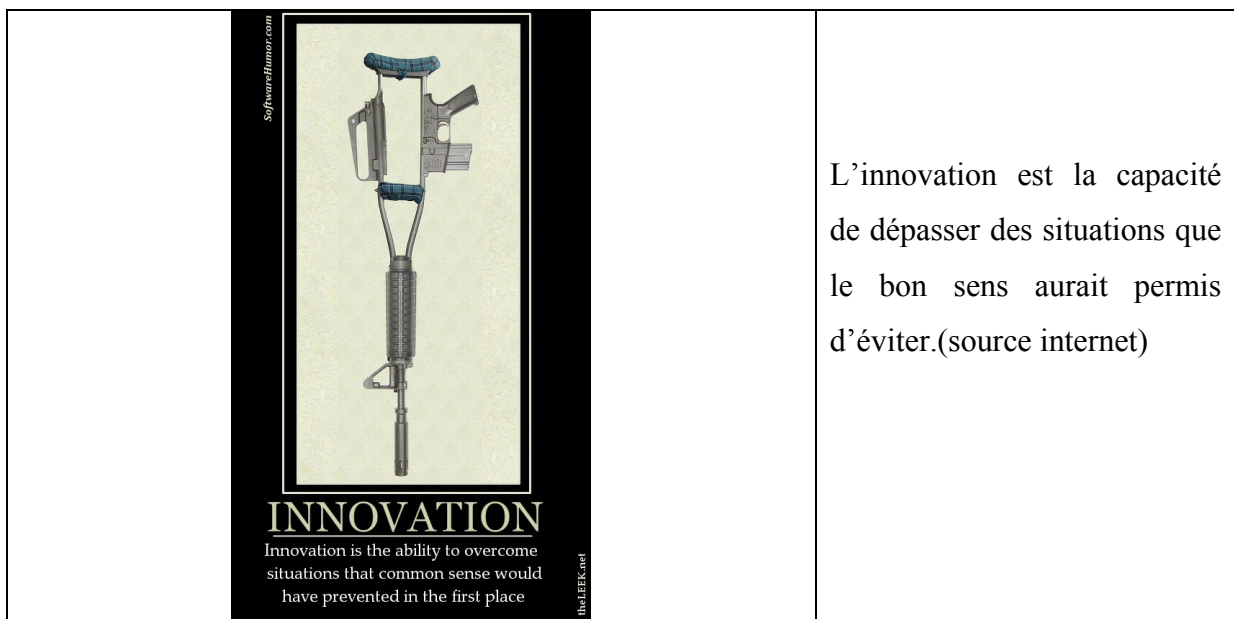 SoftwareHumor.com
INNOVATION
Innovation is the ability to overcome
situations that common sense would
have prevented in the first place
theLEEK.net
L’innovation est la capacité
de dépasser des situations que
le bon sens aurait permis
d’éviter.(source internet)